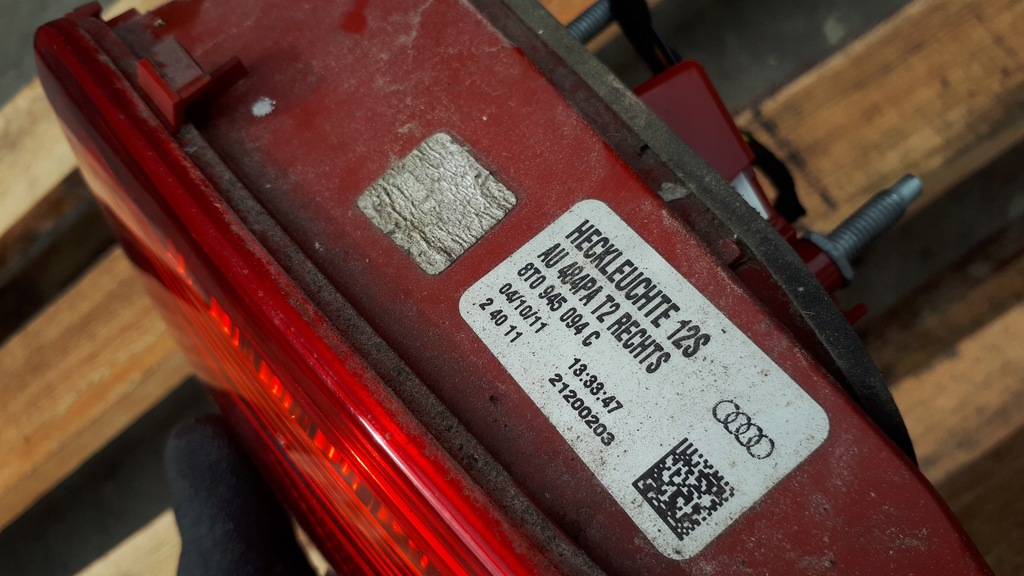 HECKLEUCHTE 12S
AU 484PA T2 RECHTS
8T0 945 094 C
04/10/11 13:33:47
2 40 11 21200203